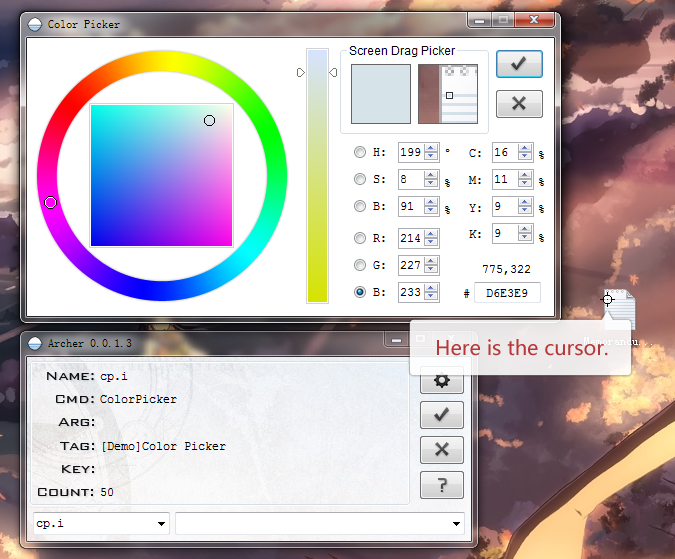 Color Picker
Screen Drag Picker
H: 199 °
S: 8 %
B: 91 %
R: 214
G: 227
B: 233
C: 16 %
M: 11 %
Y: 9 %
K: 9 %
775,322
# D6E3E9
Here is the cursor.
Archer 0.0.1.3
Name: cp.i
Cmd: ColorPicker
Arg:
Tag: [Demo]Color Picker
Key:
Count: 50
?
cp.i